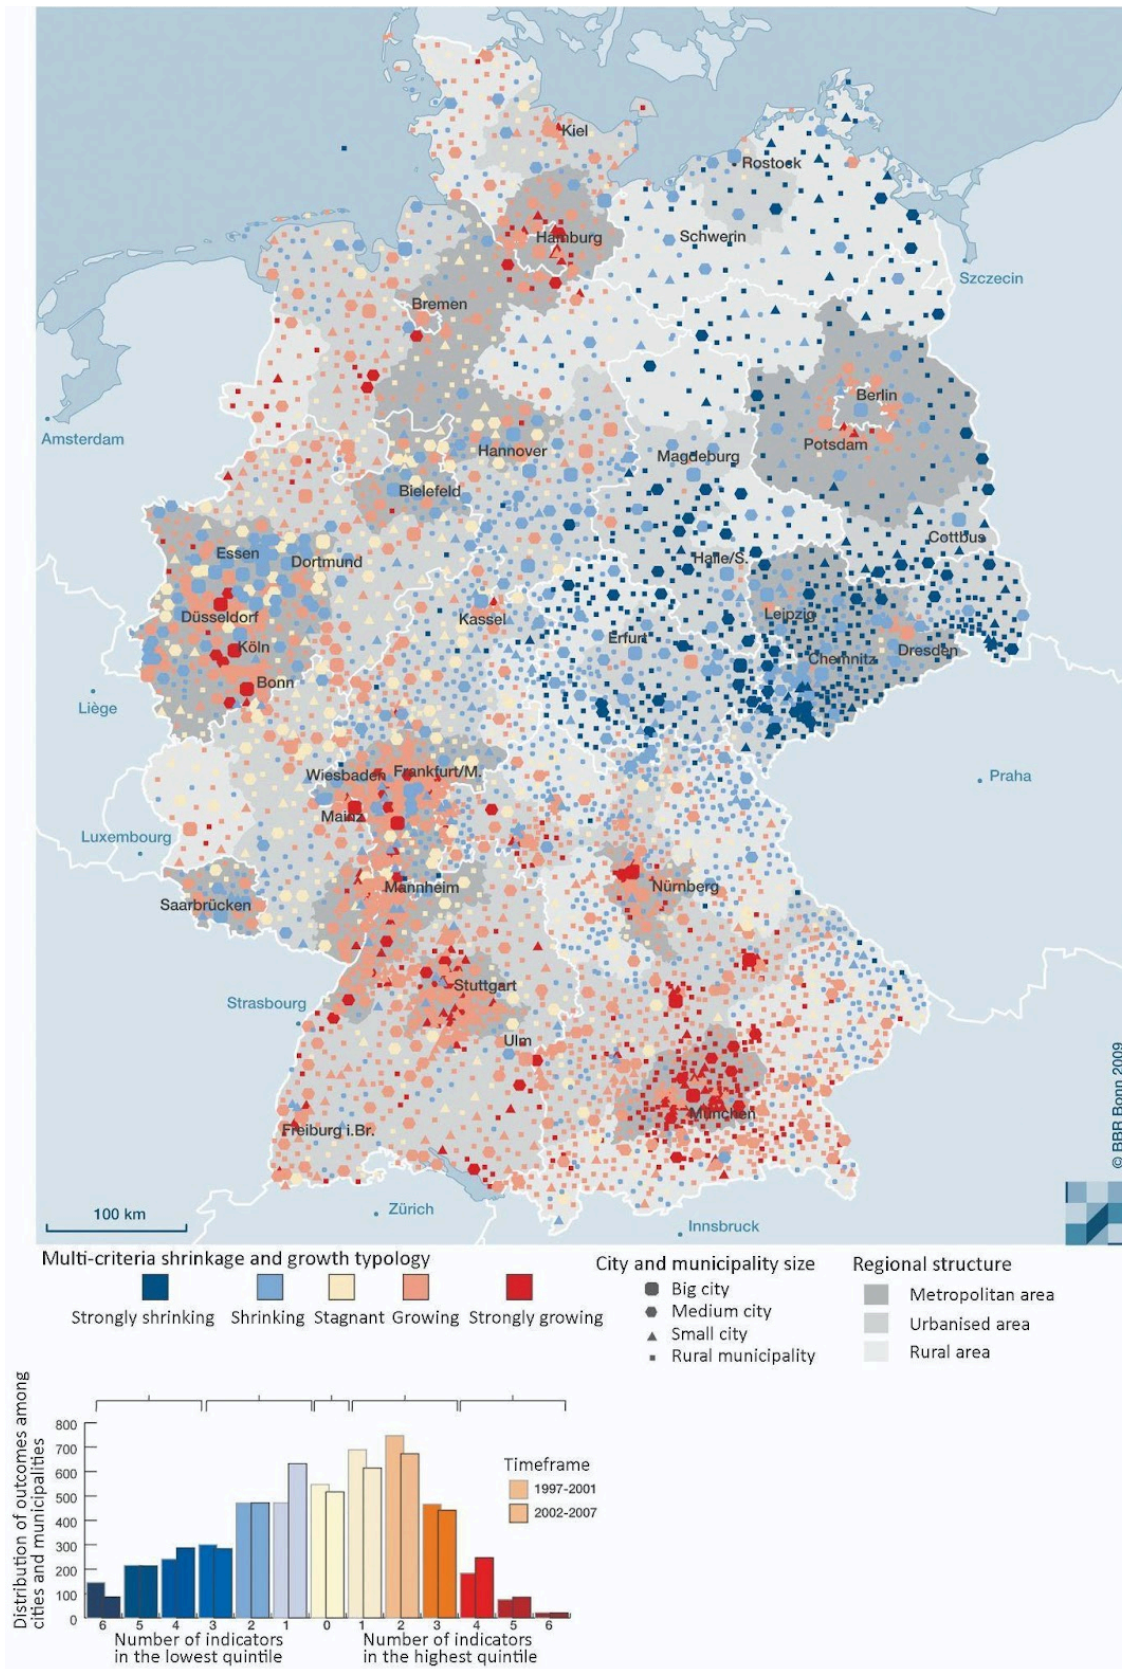 Kiel
Rostock
Hamburg
Schwerin
Szczecin
Bremen
Berlin
Amsterdam
Potsdam
Hannover
Magdeburg
Bielefeld
Cottbus
Essen
Dortmund
Halle/S.
Düsseldorf
Kassel
Leipzig
Erfurt
Köln
Dresden
Chemnitz
Bonn
Liège
Wiesbaden
Frankfurt/M.
Praha
Mainz
Luxembourg
Mannheim
Nürnberg
Saarbrücken
Stuttgart
Strasbourg
Ulm
München
Freiburg i.Br.
Zürich
Innsbruck
100 km
© BBR Bonn 2009
Multi-criteria shrinkage and growth typology
Strongly shrinking Shrinking Stagnant Growing Strongly growing
City and municipality size
Big city
Medium city
Small city
Rural municipality
Regional structure
Metropolitan area
Urbanised area
Rural area
Distribution of outcomes among
cities and municipalities
800
700
600
500
400
300
200
100
0
Timeframe
1997-2001
2002-2007
6 5 4 3 2 1 0 1 2 3 4 5 6
Number of indicators
in the lowest quintile
Number of indicators
in the highest quintile